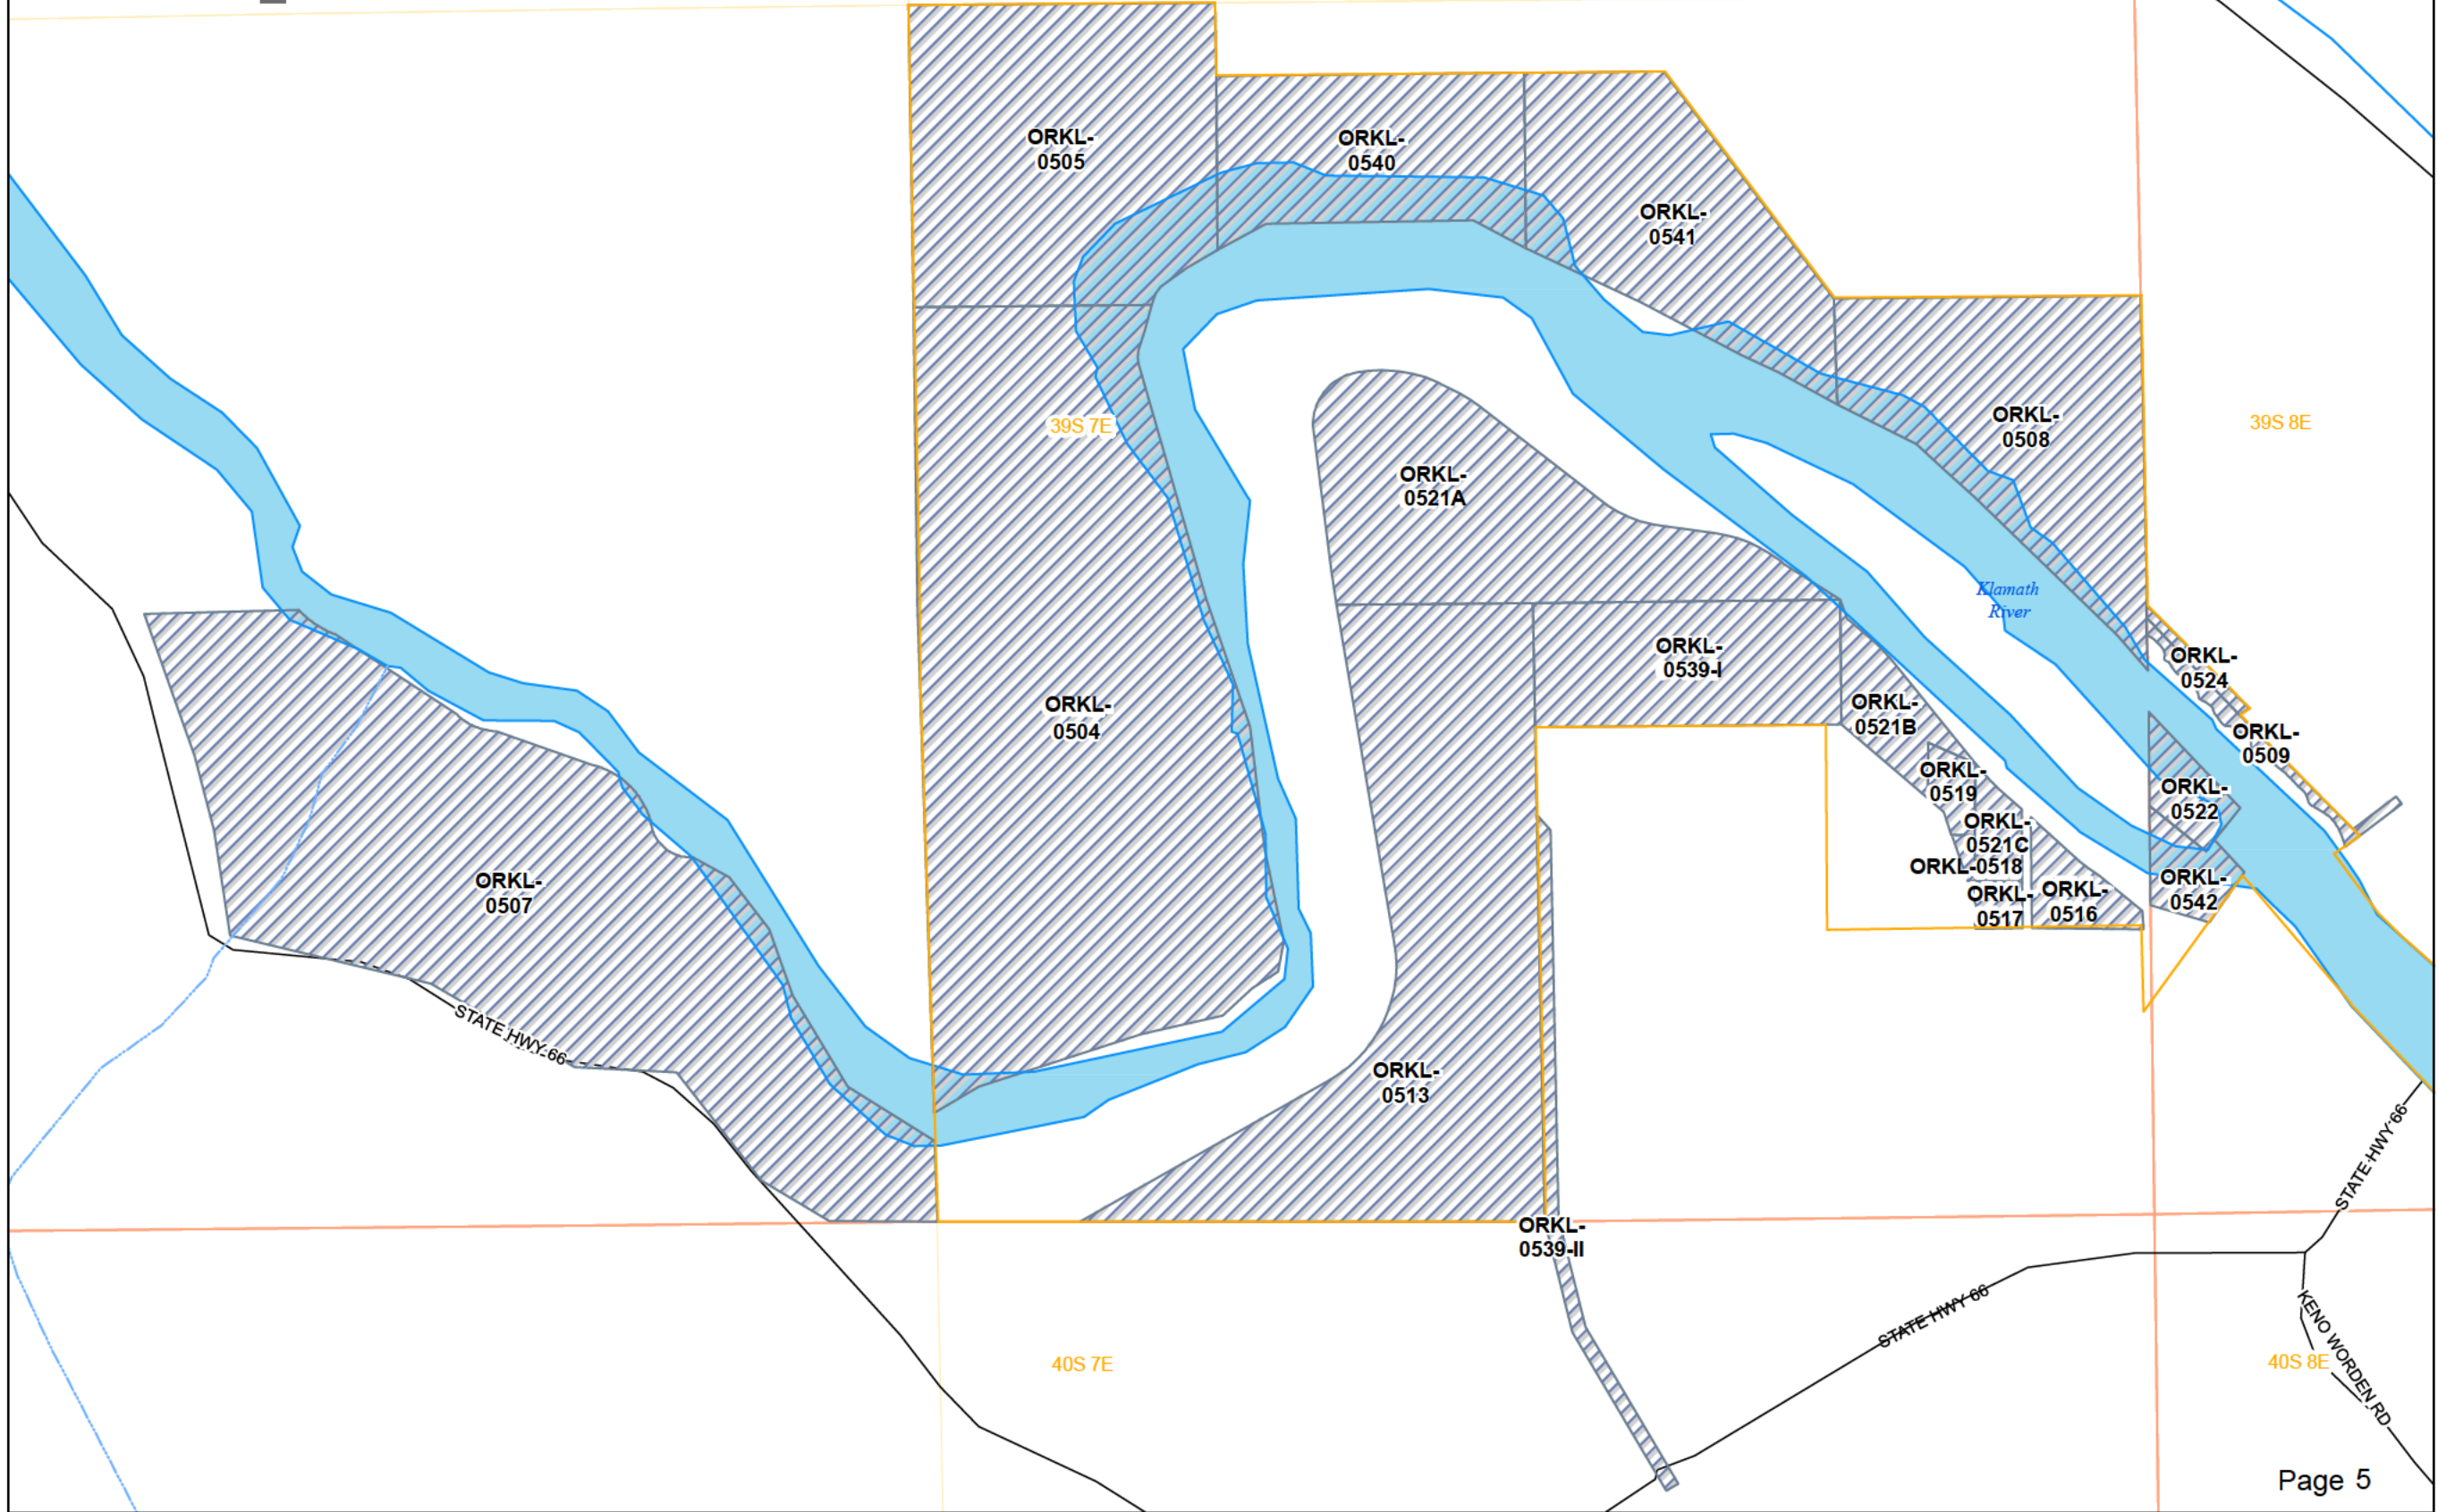 ORKL-
0505
ORKL-
0540
ORKL-
0541
39S 7E
ORKL-
0508
39S 8E
ORKL-
0521A
Klamath
River
ORKL-
0539-I
ORKL-
0524
ORKL-
0504
ORKL-
0521B
ORKL-
0509
ORKL-
0519
ORKL-
0522
ORKL-
0521C
ORKL-0518
ORKL-
0507
ORKL-
0517
ORKL-
0516
ORKL-
0542
STATE HWY 66
ORKL-
0513
STATE HWY 66
ORKL-
0539-II
STATE HWY 66
KENO WORDEN RD
40S 7E
40S 8E
Page 5